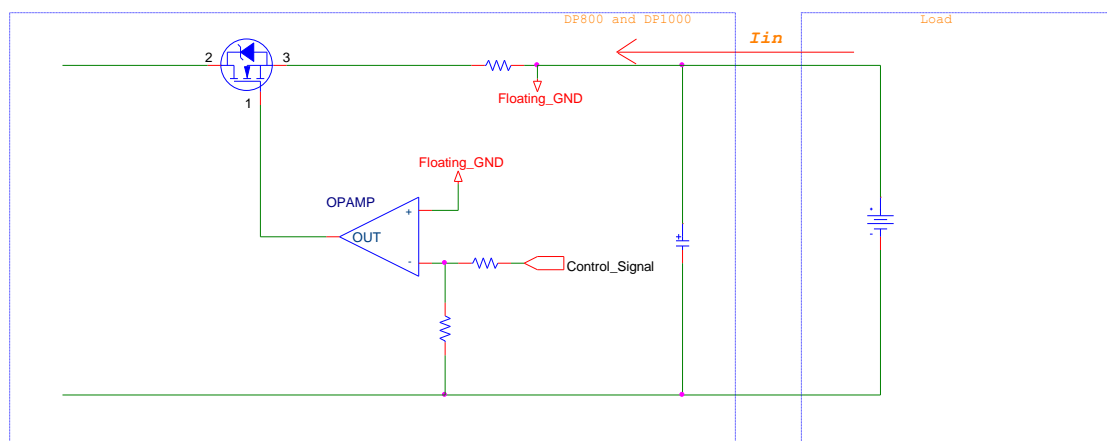 DP800 and DP1000
Load
Iin
2
3
Floating_GND
1
Floating_GND
OPAMP
+
OUT
-
Control_Signal
+
+
-